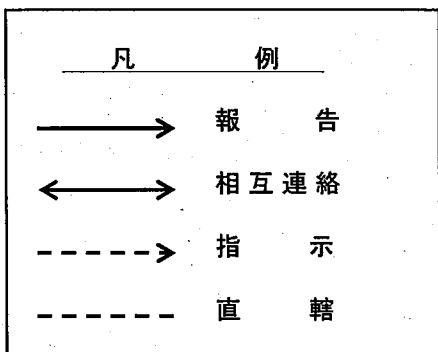 凡 例
報 告
相互連絡
指 示
直 轄